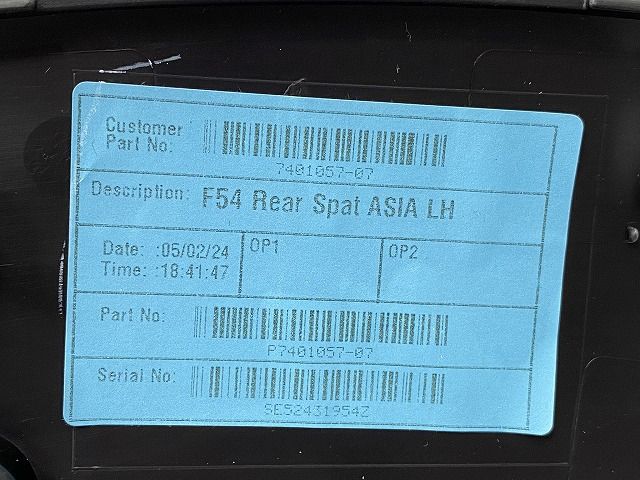 Customer
Part No:
7401057-07
Description: F54 Rear Spat ASIA LH
Date: :05/02/24
Time: :18:41:47
OP1
OP2
Part No:
P7401057-07
Serial No:
SE52431954Z